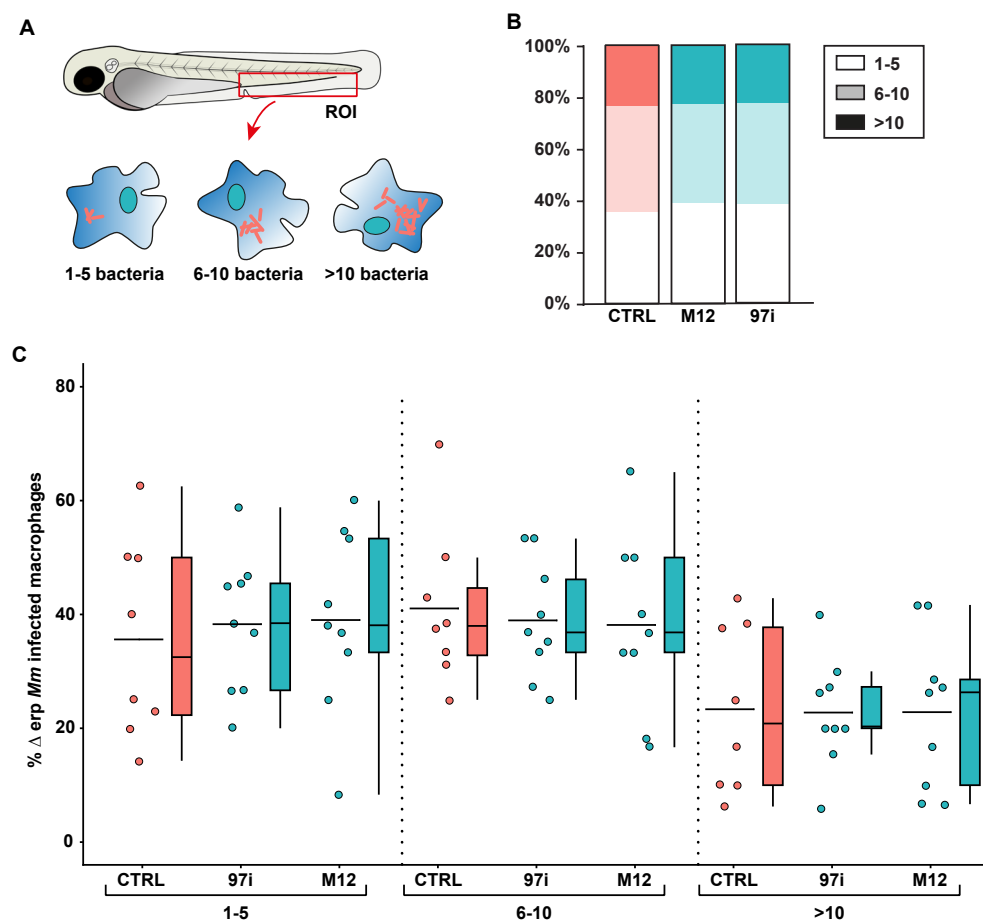 A
ROI
1-5 bacteria
6-10 bacteria
>10 bacteria
B
100%
80%
60%
40%
20%
0%
CTRL
M12
97i
1-5
6-10
>10
C
% Δ erp Mm infected macrophages
80
60
40
20
0
CTRL
97i
M12
CTRL
97i
M12
CTRL
97i
M12
1-5
6-10
>10